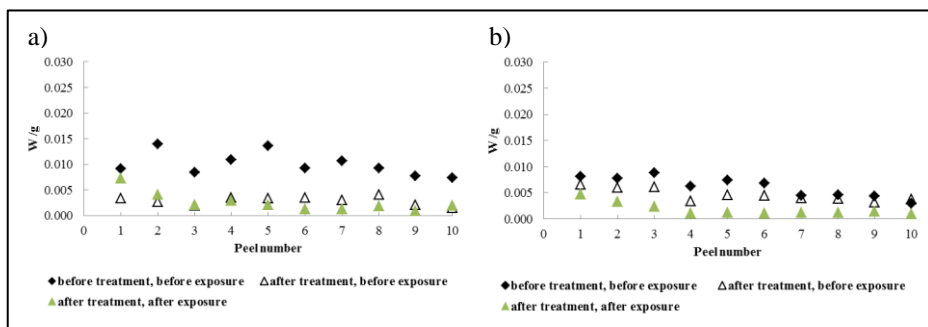 a)
0.030
0.025
0.020
0.015
0.010
0.005
0.000
W /g
0 1 2 3 4 5 6 7 8 9 10
Peel number
before treatment, before exposure after treatment, before exposure
after treatment, after exposure
b)
0.030
0.025
0.020
0.015
0.010
0.005
0.000
W /g
0 1 2 3 4 5 6 7 8 9 10
Peel number
before treatment, before exposure after treatment, before exposure
after treatment, after exposure